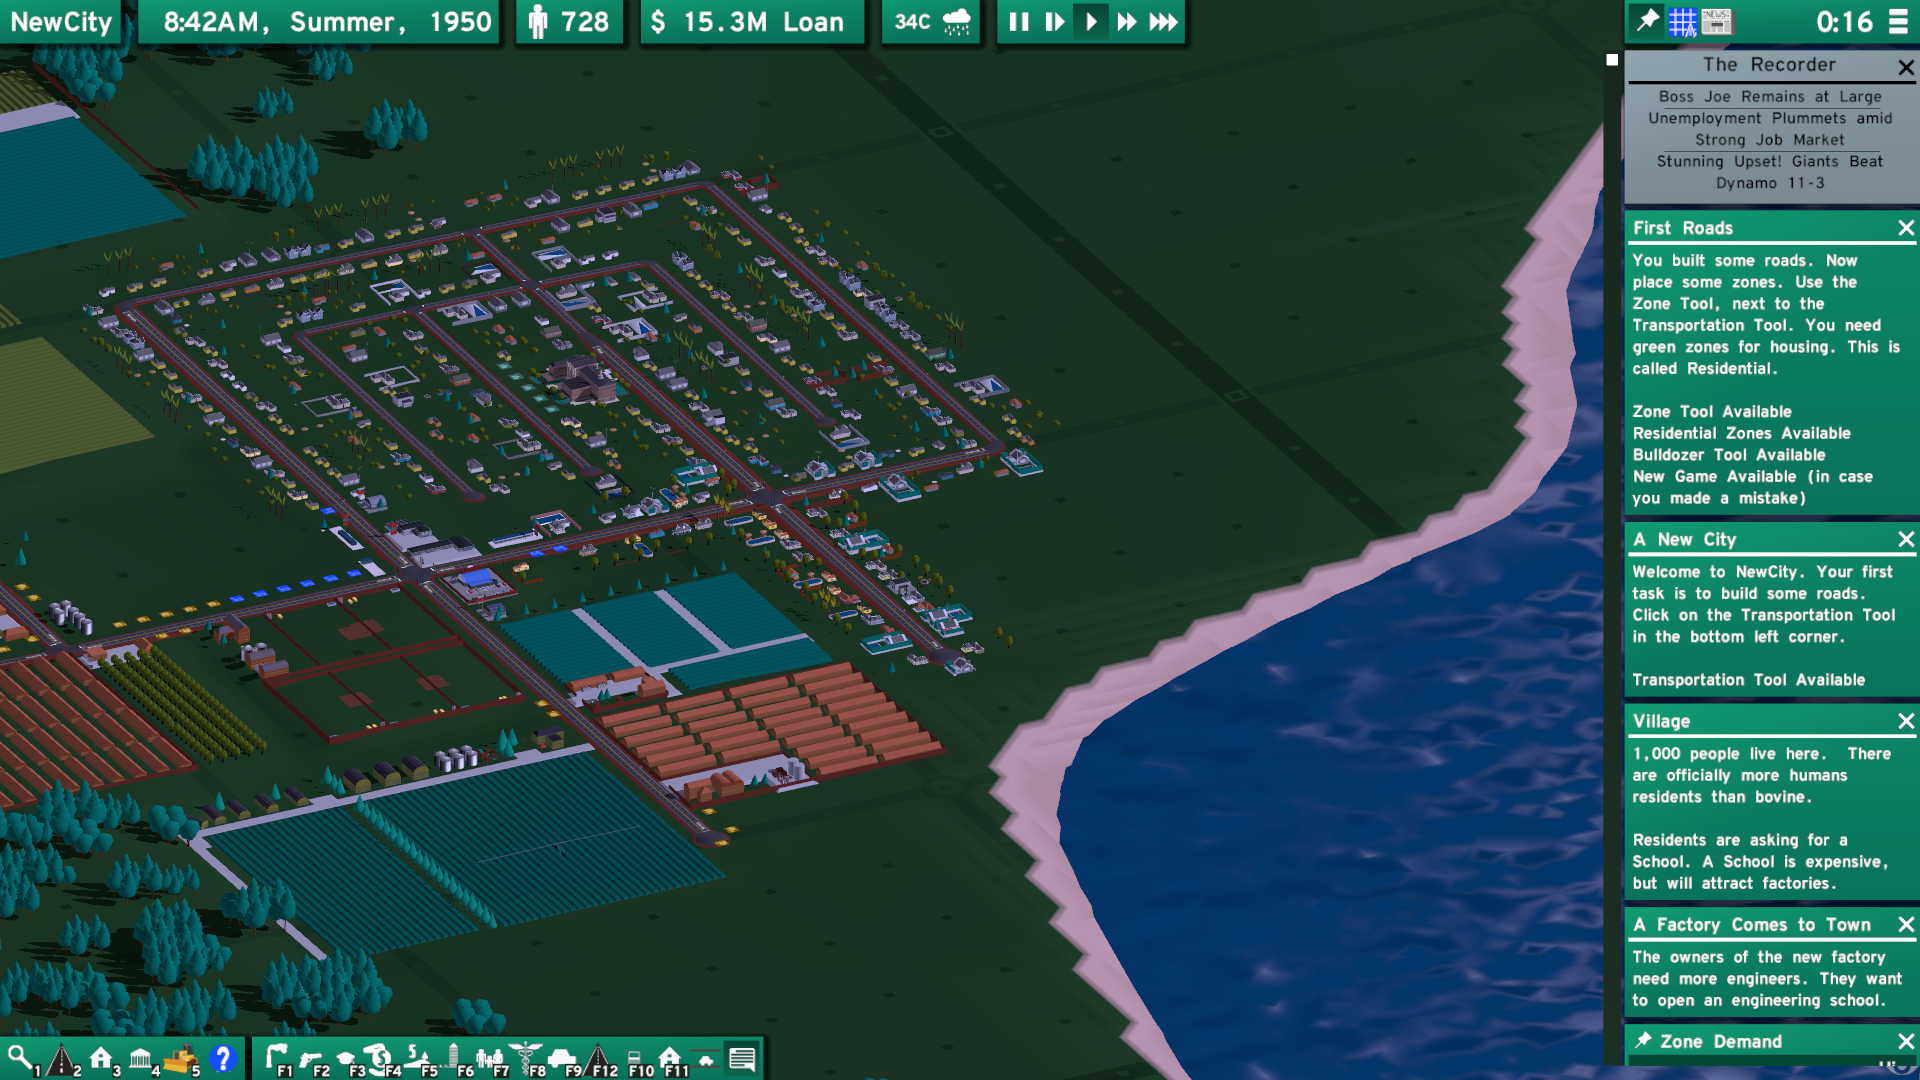 NewCity
8:42AM, Summer, 1950
728
$ 15.3M Loan
34C
NEWS
0:16
The Recorder
Boss Joe Remains at Large
Unemployment Plummets amid
Strong Job Market
Stunning Upset! Giants Beat
Dynamo 11-3
First Roads
You built some roads. Now
place some zones. Use the
Zone Tool, next to the
Transportation Tool. You need
green zones for housing. This is
called Residential.
Zone Tool Available
Residential Zones Available
Bulldozer Tool Available
New Game Available (in case
you made a mistake)
A New City
Welcome to NewCity. Your first
task is to build some roads.
Click on the Transportation Tool
in the bottom left corner.
Transportation Tool Available
Village
1,000 people live here. There
are officially more humans
residents than bovine.
Residents are asking for a
School. A School is expensive,
but will attract factories.
A Factory Comes to Town
The owners of the new factory
need more engineers. They want
to open an engineering school.
Zone Demand
1 2 3 4 5 ? F1 F2 F3 F4 F5 F6 F7 F8 F9 F12 F10 F11